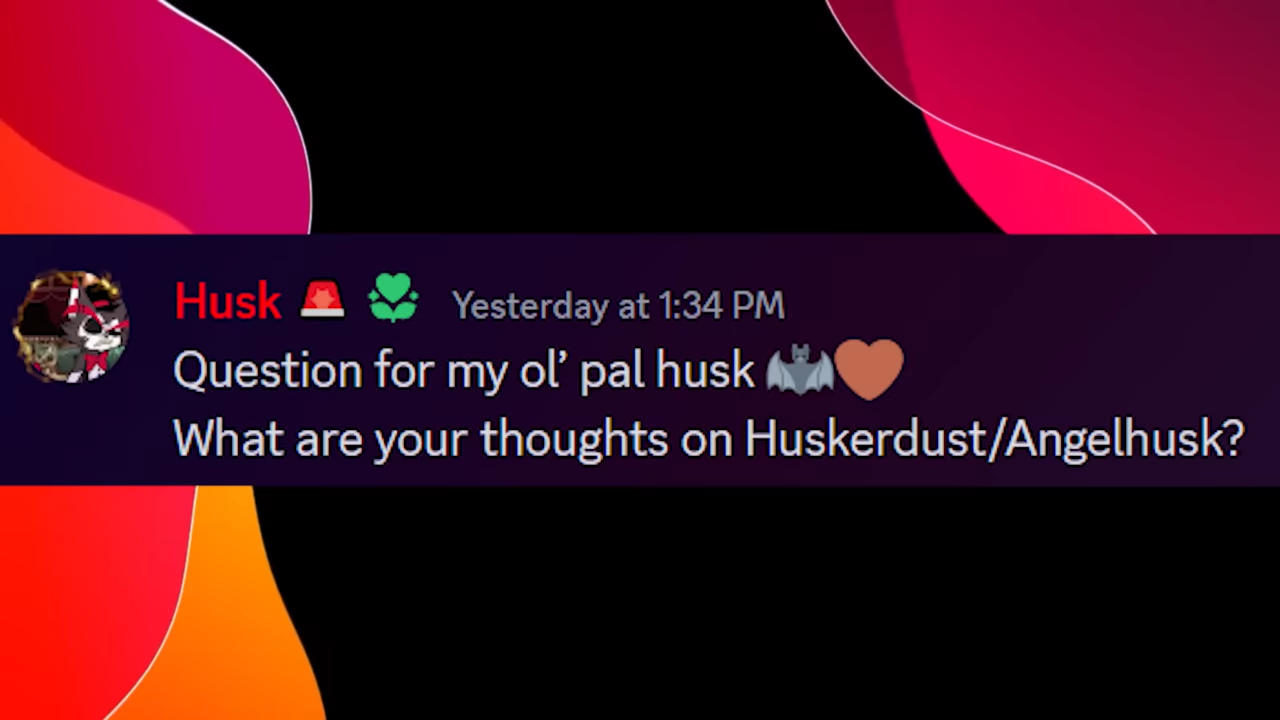 Husk 🚨 Yesterday at 1:34 PM
Question for my ol’ pal husk 🦇🤎
What are your thoughts on Huskerdust/Angelhusk?